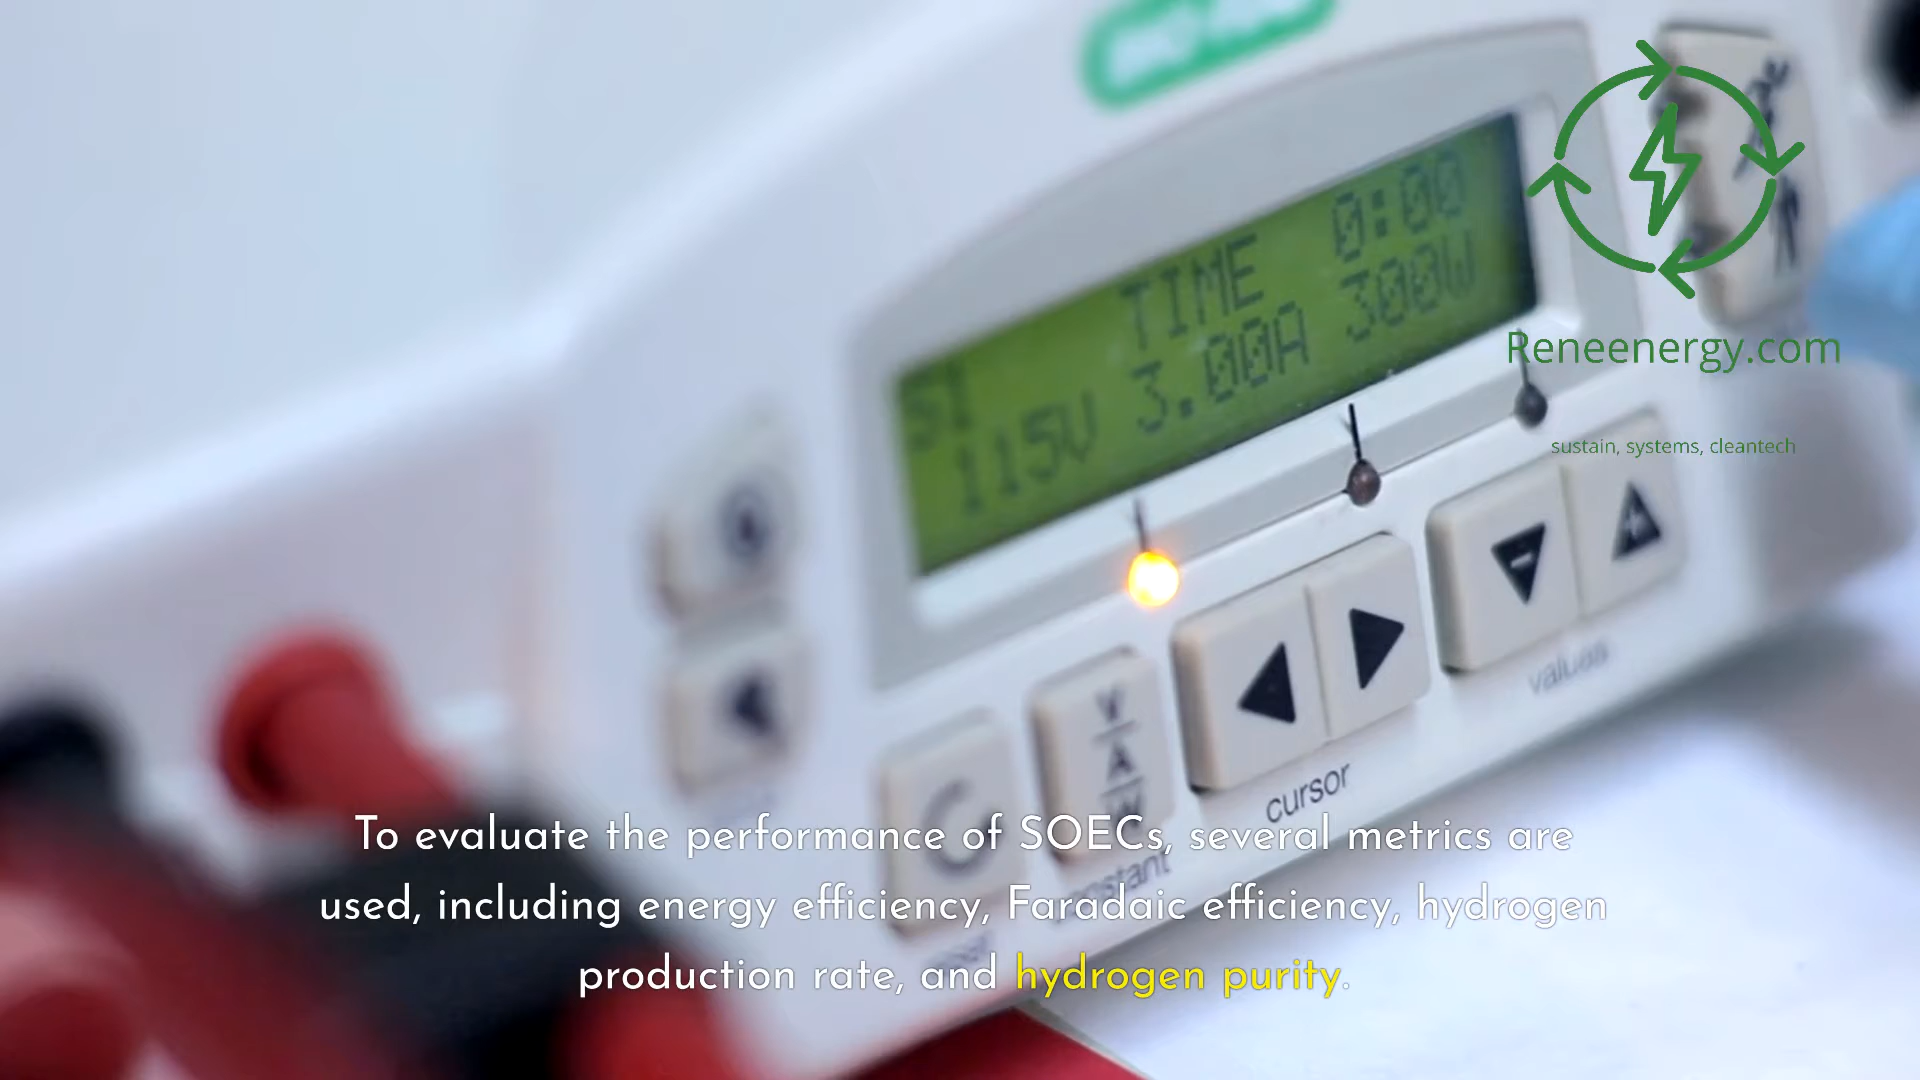 TIME 0:00
115V 3.00A 300W
Reneenergy.com
sustain, systems, cleantech
values
cursor
To evaluate the performance of SOECs, several metrics are
used, including energy efficiency, Faradaic efficiency, hydrogen
production rate, and hydrogen purity.